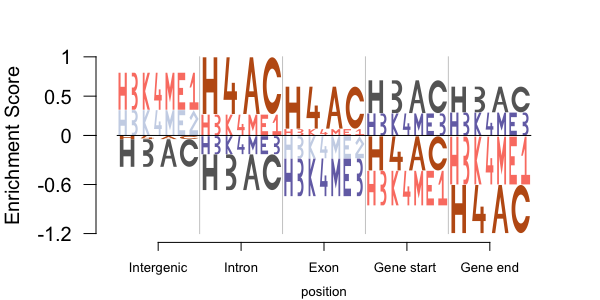 Enrichment Score
1
0.5
0
-0.6
-1.2
H3K4ME1
H3K4ME2
H3AC
H4AC
H3K4ME1
H3K4ME3
H3AC
H4AC
H3K4ME1
H3K4ME2
H3K4ME3
H3AC
H3K4ME3
H4AC
H3K4ME1
H3AC
H3K4ME3
H3K4ME1
H4AC
Intergenic Intron Exon Gene start Gene end
position